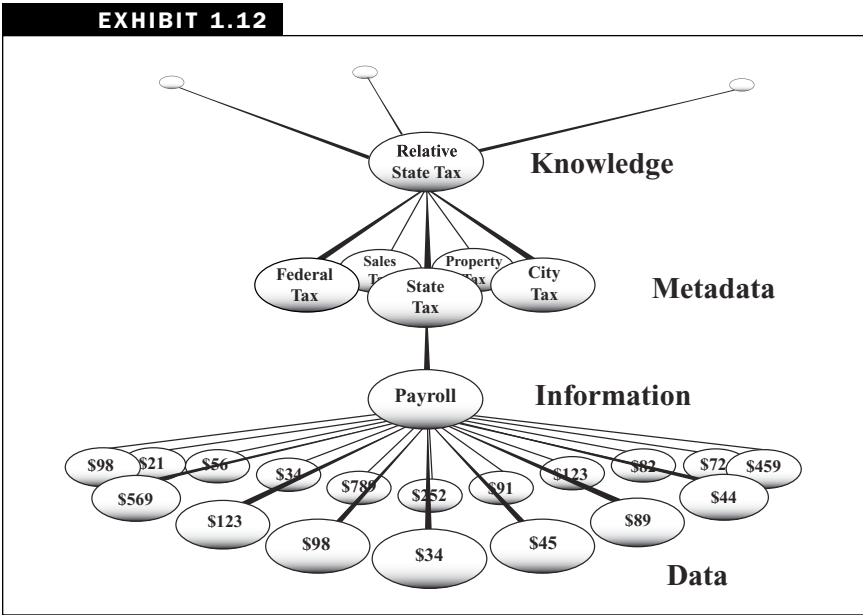 EXHIBIT 1.12
Relative
State Tax
Knowledge
Federal
Tax
Sales
Property
State
Tax
City
Tax
Metadata
Payroll
Information
$98
$21
$56
$34
$789
$252
$91
$123
$82
$72
$459
$569
$123
$98
$34
$45
$89
$44
Data